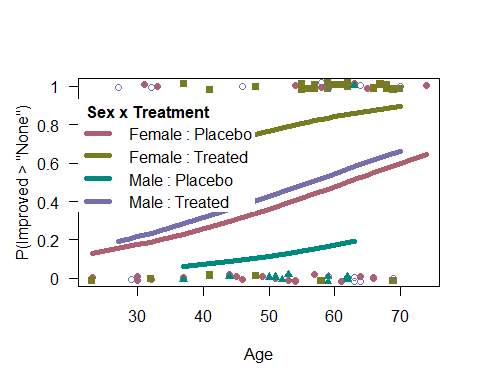 1
0.8
0.6
0.4
0.2
0
P(Improved > "None")
Sex x Treatment
Female : Placebo
Female : Treated
Male : Placebo
Male : Treated
30 40 50 60 70
Age